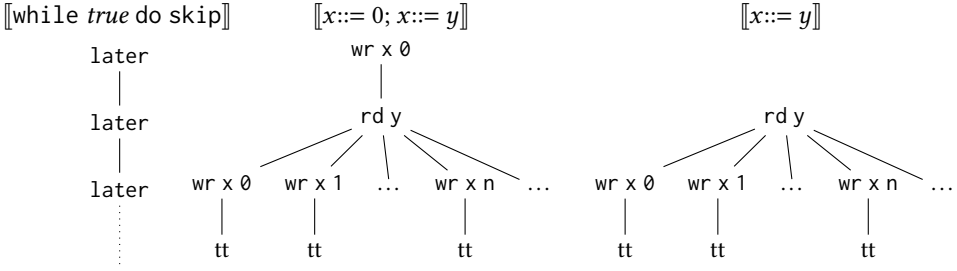 ⟦while true do skip⟧ ⟦x::= 0; x::= y⟧ ⟦x::= y⟧
later wr x 0
later rd y rd y
later wr x 0 wr x 1 ... wr x n ... wr x 0 wr x 1 ... wr x n ...
tt tt tt tt tt tt